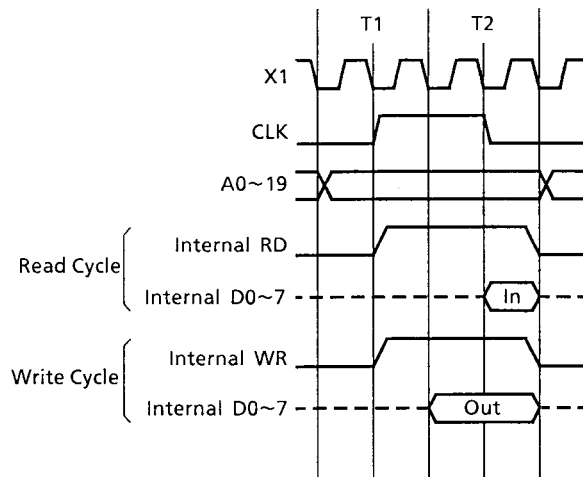 T1 T2
X1
CLK
A0~19
Internal RD
Read Cycle
Internal D0~7 In
Internal WR
Write Cycle
Internal D0~7 Out